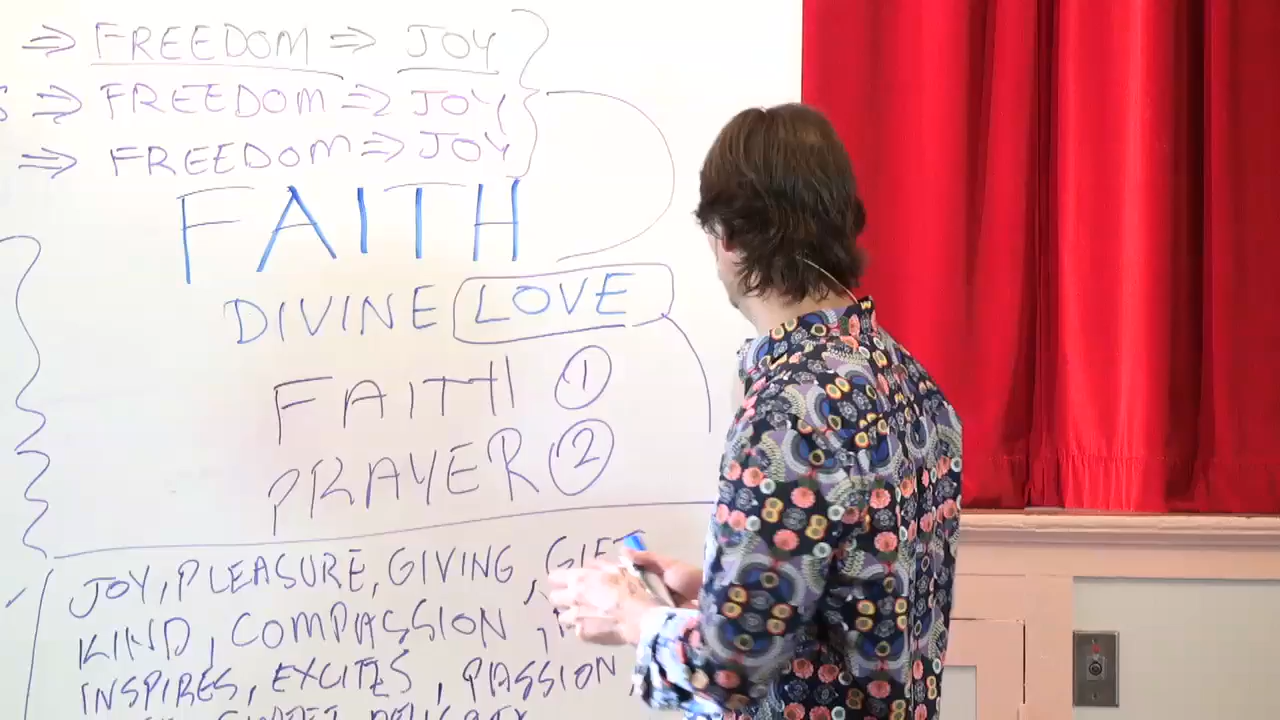 ⇒ FREEDOM ⇒ JOY
S ⇒ FREEDOM ⇒ JOY
⇒ FREEDOM ⇒ JOY
FAITH
DIVINE LOVE
FAITH 1
PRAYER 2
JOY, PLEASURE, GIVING,
KIND, COMPASSION,
INSPIRES, EXCITES, PASSION,